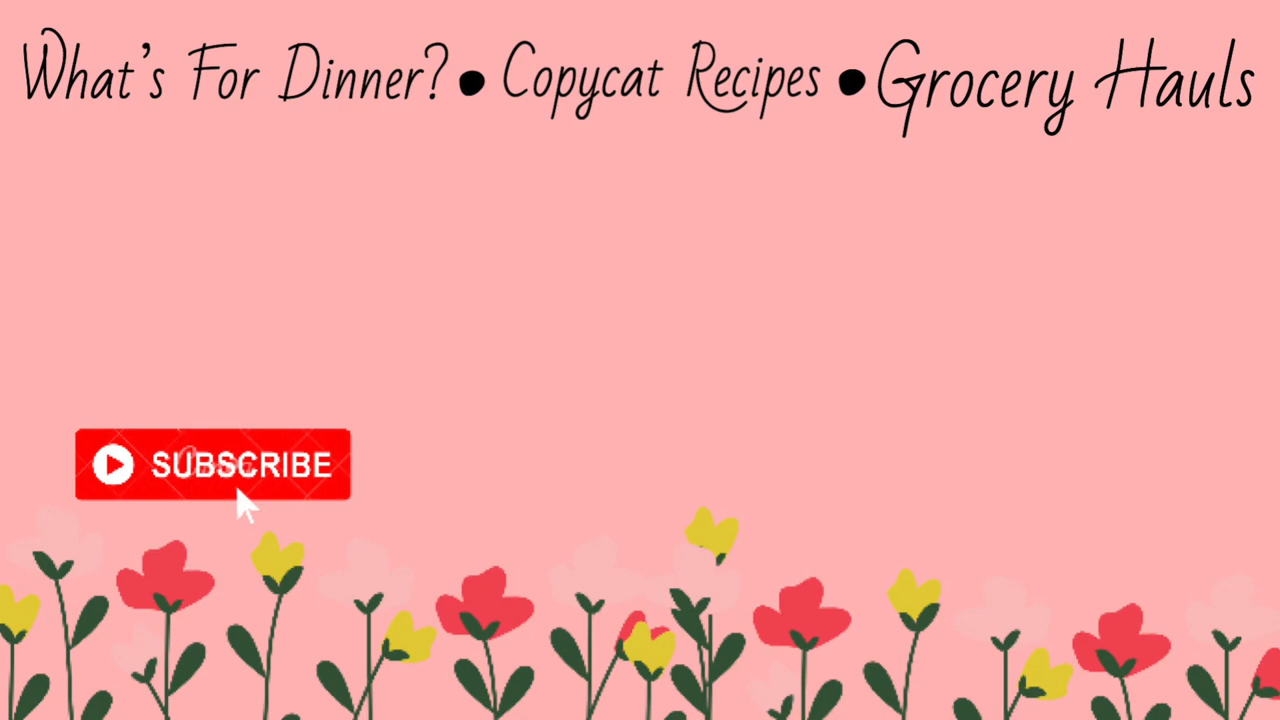 What's For Dinner? • Copycat Recipes • Grocery Hauls
SUBSCRIBE